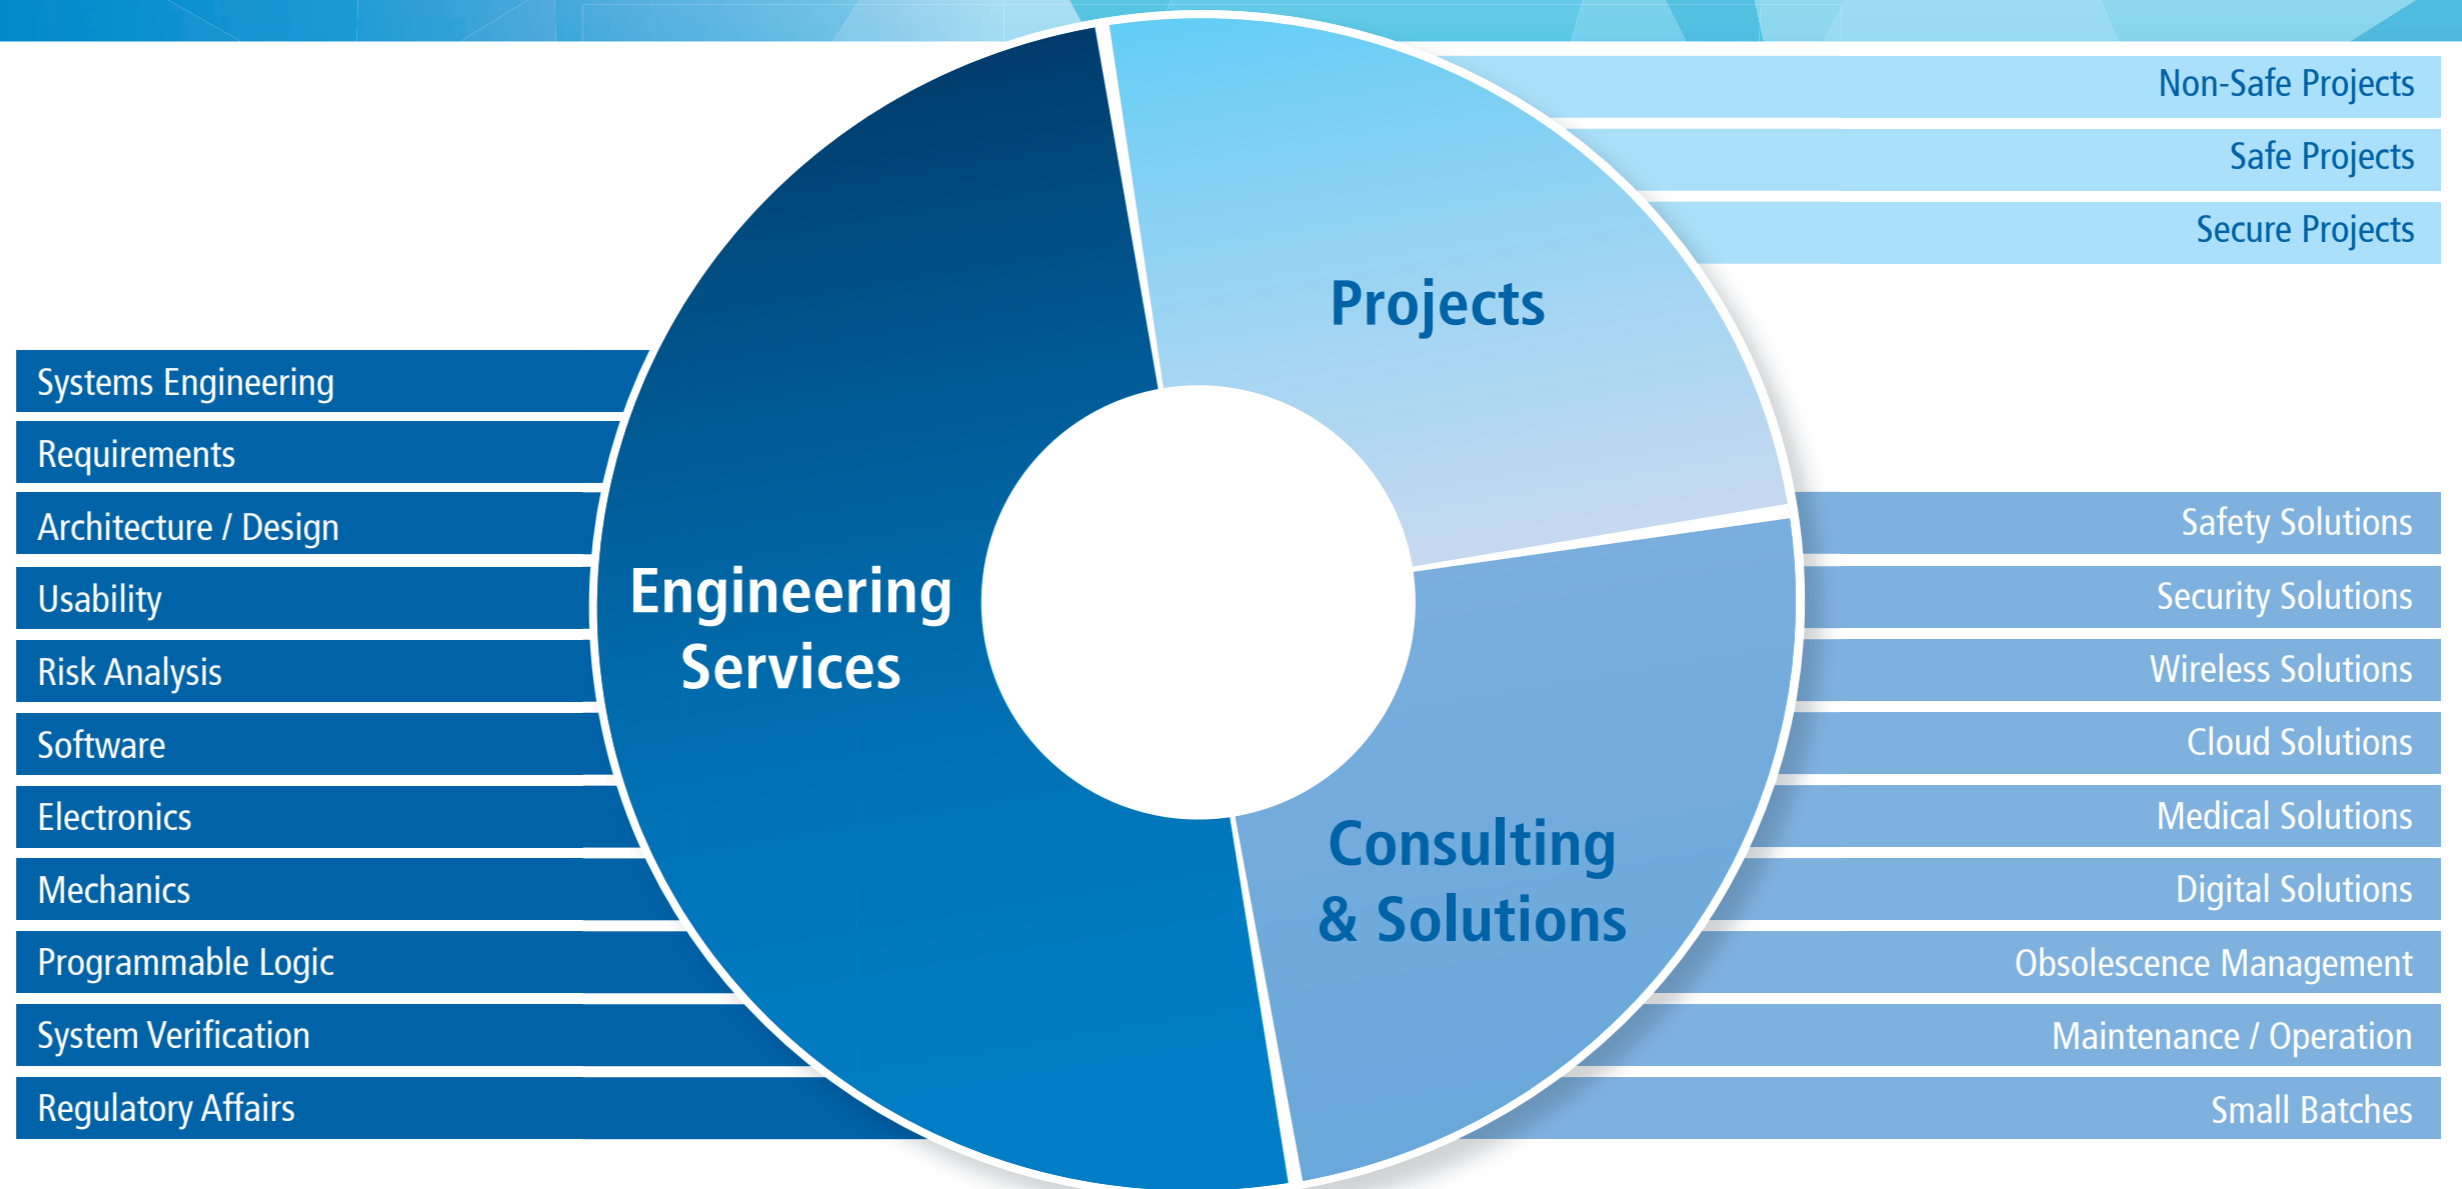 Non-Safe Projects
Safe Projects
Secure Projects
Projects
Systems Engineering
Requirements
Architecture / Design
Usability
Risk Analysis
Software
Electronics
Mechanics
Programmable Logic
System Verification
Regulatory Affairs
Engineering
Services
Safety Solutions
Security Solutions
Wireless Solutions
Cloud Solutions
Medical Solutions
Digital Solutions
Obsolescence Management
Maintenance / Operation
Small Batches
Consulting
& Solutions